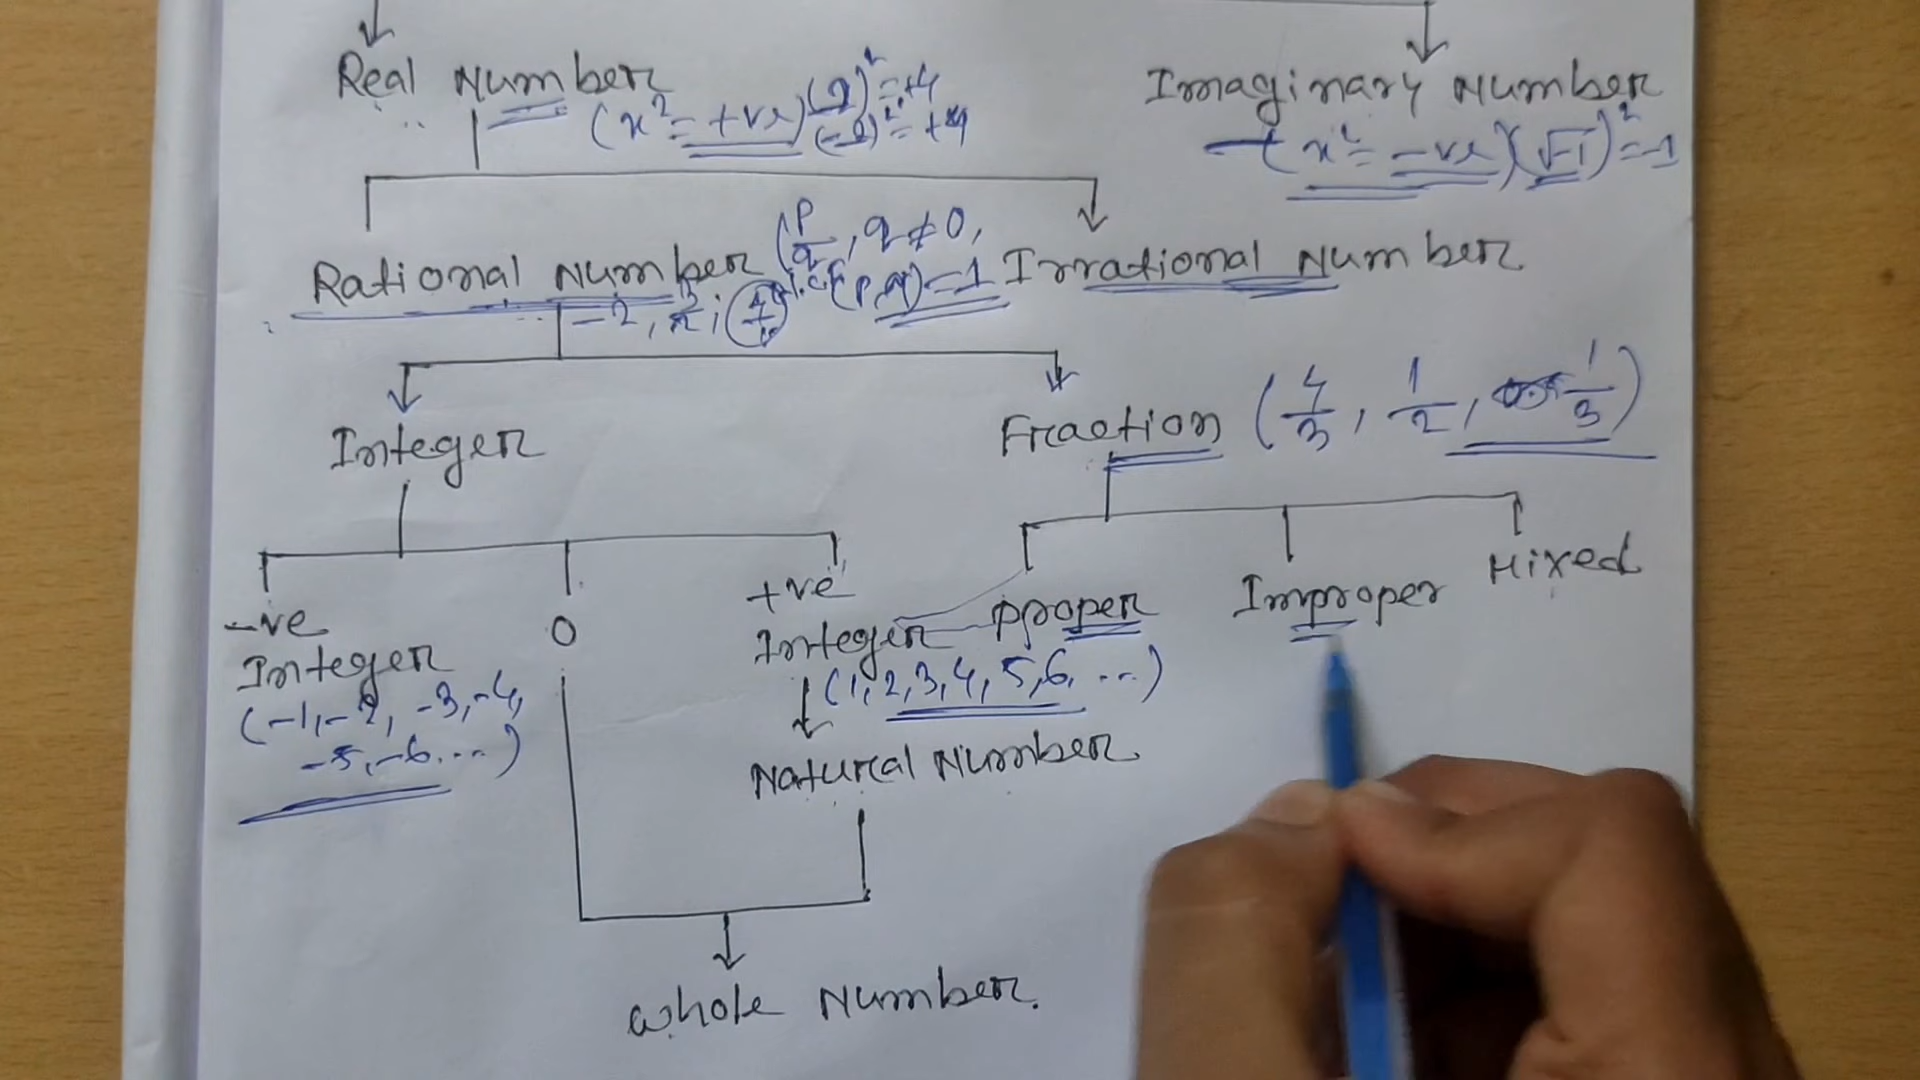 Real Number
(x² = +ve) (2)² = +4
(-2)² = +4
Imaginary Number
(x² = -ve) (√-1)² = -1
Rational Number (p/q, q ≠ 0,
(p,q) = 1
-2,
Irrational Number
Integer
Fraction (4/3, 1/2, 1/3)
-ve
Integer
(-1, -2, -3, -4,
-5, -6, ...)
0
+ve
Integer
(1, 2, 3, 4, 5, 6, ...)
Natural Number
Proper
Improper
Mixed
Whole Number.